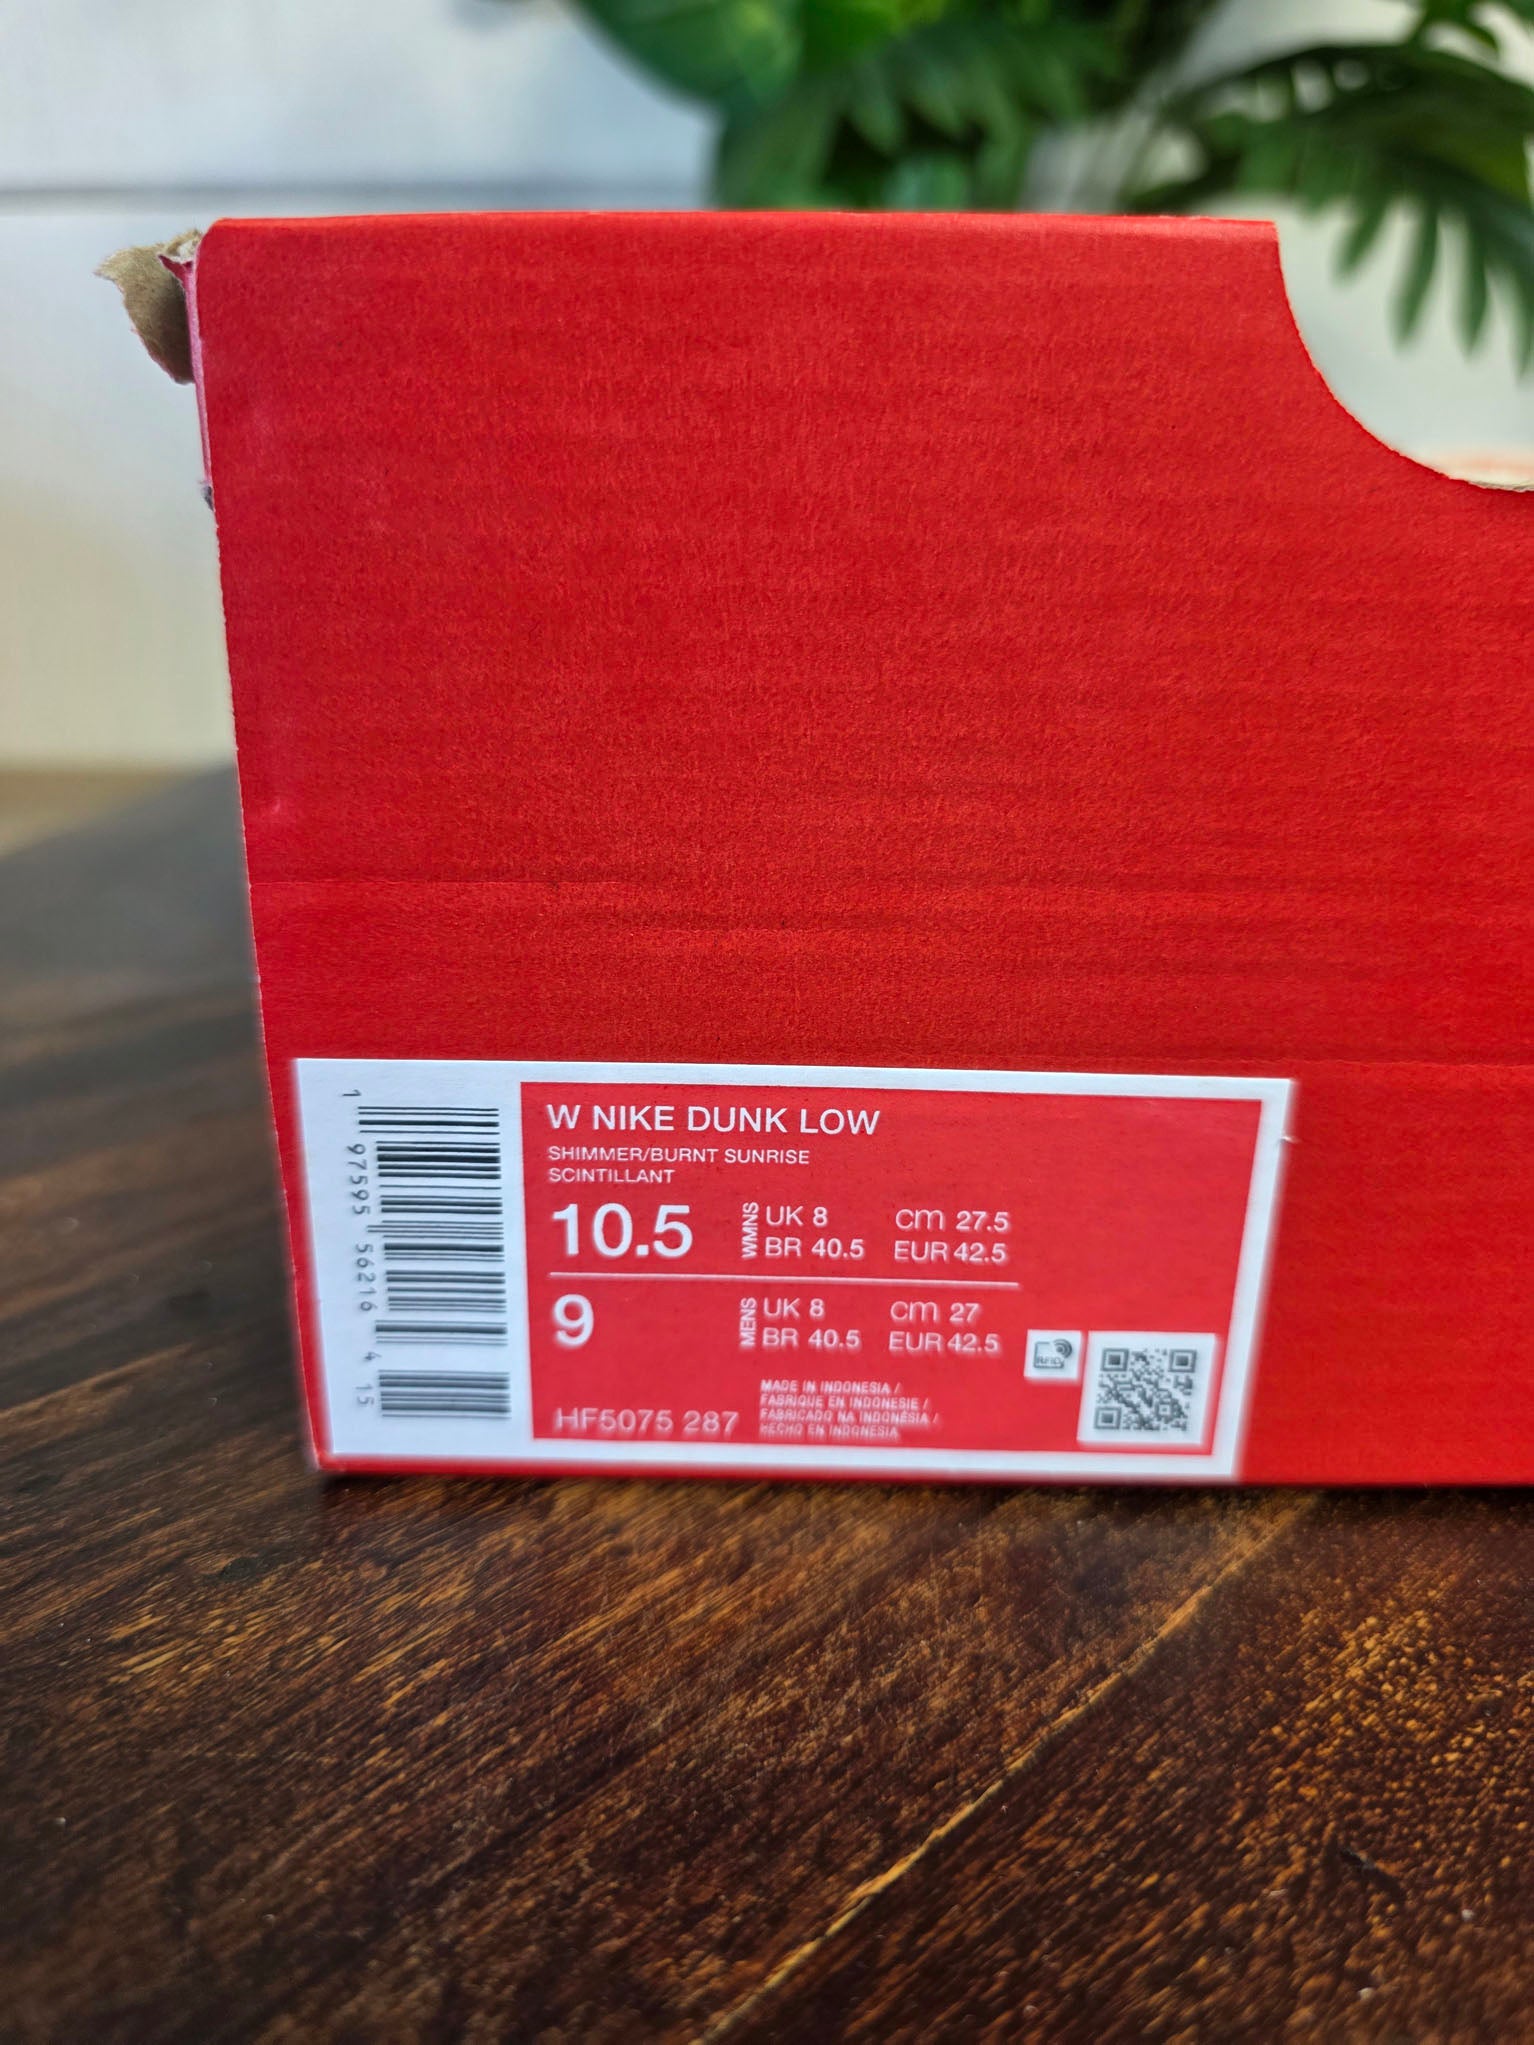 W NIKE DUNK LOW
SHIMMER/BURNT SUNRISE
SCINTILLANT
10.5 WMNS UK 8 cm 27.5
BR 40.5 EUR 42.5
9 MENS UK 8 cm 27
BR 40.5 EUR 42.5
RFID
MADE IN INDONESIA /
FABRIQUE EN INDONESIE /
FABRICADO NA INDONÉSIA /
HECHO EN INDONESIA
HF5075 287
1 97595 56216 4 15